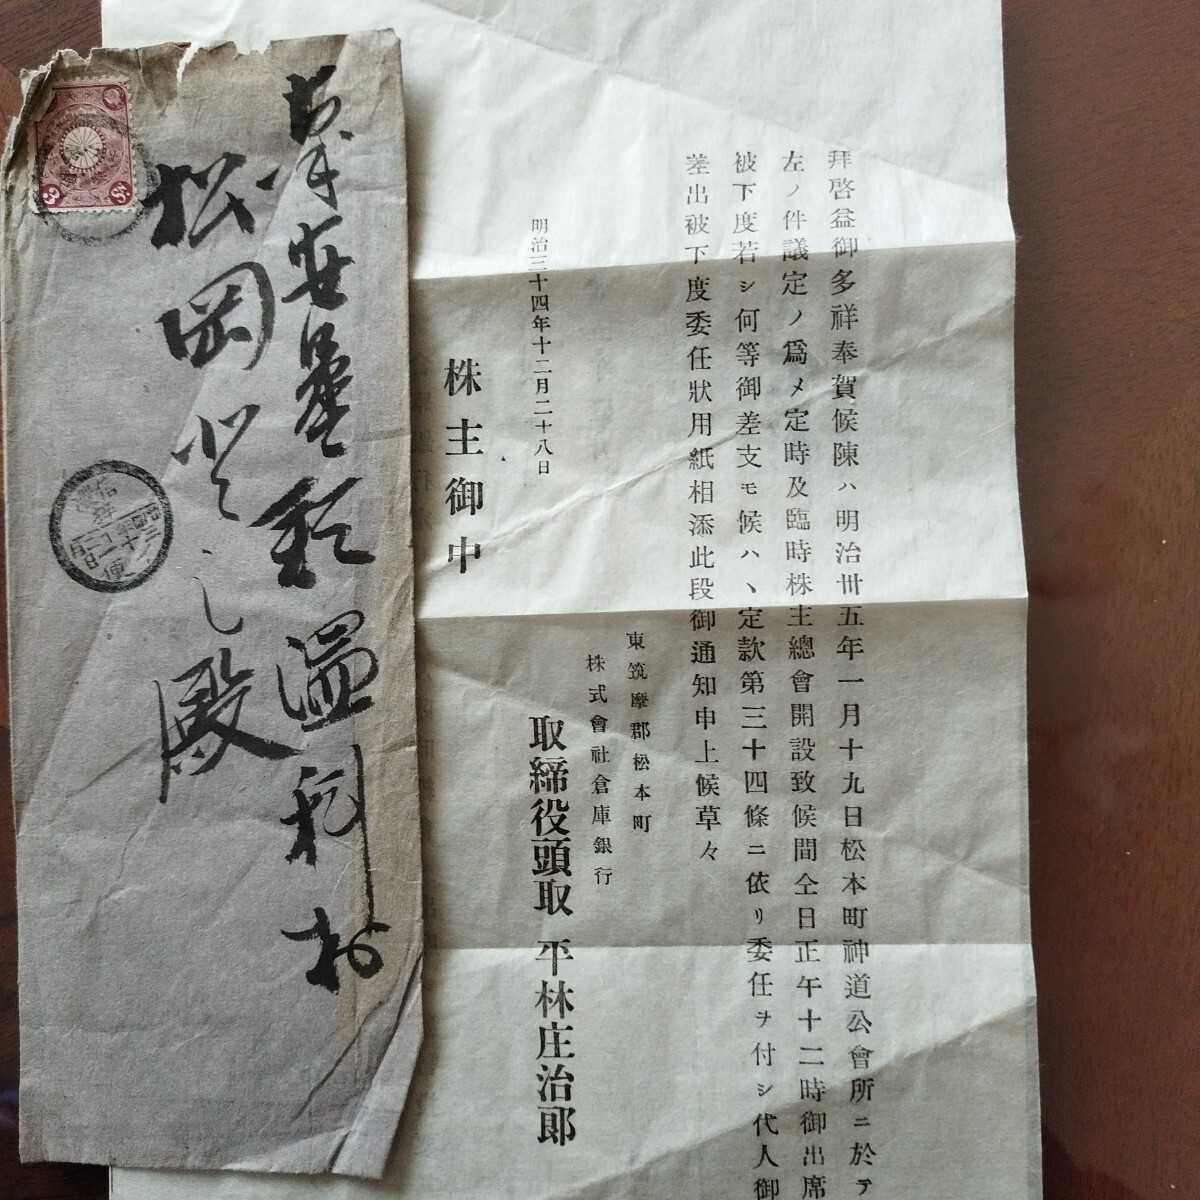 拜啓益御多祥奉賀候陳ハ明治卅五年一月十九日松本町神道公會所ニ於テ
左ノ件議定ノ爲メ定時及臨時株主總會開設致候間仝日正午十二時御出席
被下度若シ何等御差支モ候ハヽ定款第三十四條ニ依リ委任ヲ付シ代人御
差出被下度委任狀用紙相添此段御通知申上候草々
東筑摩郡松本町
株式會社倉庫銀行
明治三十四年十二月二十八日
取締役頭取 平林庄治郞
株主御中
南安曇郡温村
松岡
殿